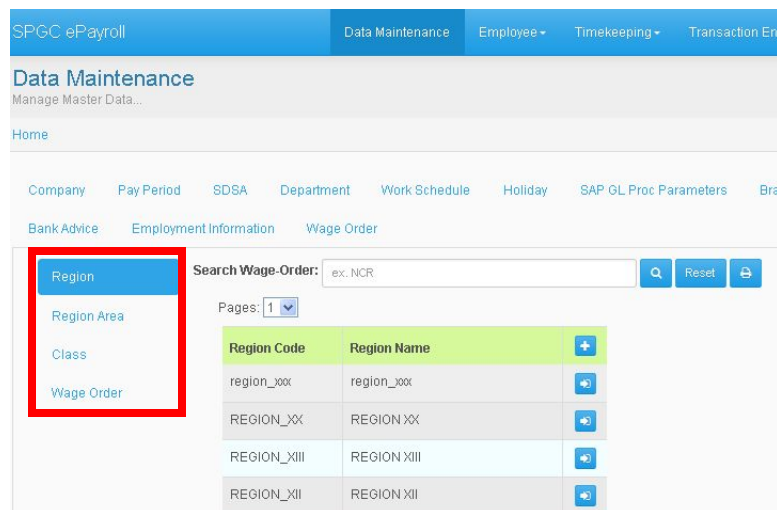 SPGC ePayroll Data Maintenance Employee Timekeeping Transaction En
Data Maintenance
Manage Master Data...
Home
Company Pay Period SDSA Department Work Schedule Holiday SAP GL Proc Parameters Bra
Bank Advice Employment Information Wage Order
Region
Region Area
Class
Wage Order
Search Wage-Order: ex. NCR Reset
Pages: 1
Region Code Region Name
region_xxx region_xxx
REGION_XX REGION XX
REGION_XIII REGION XIII
REGION_XII REGION XII